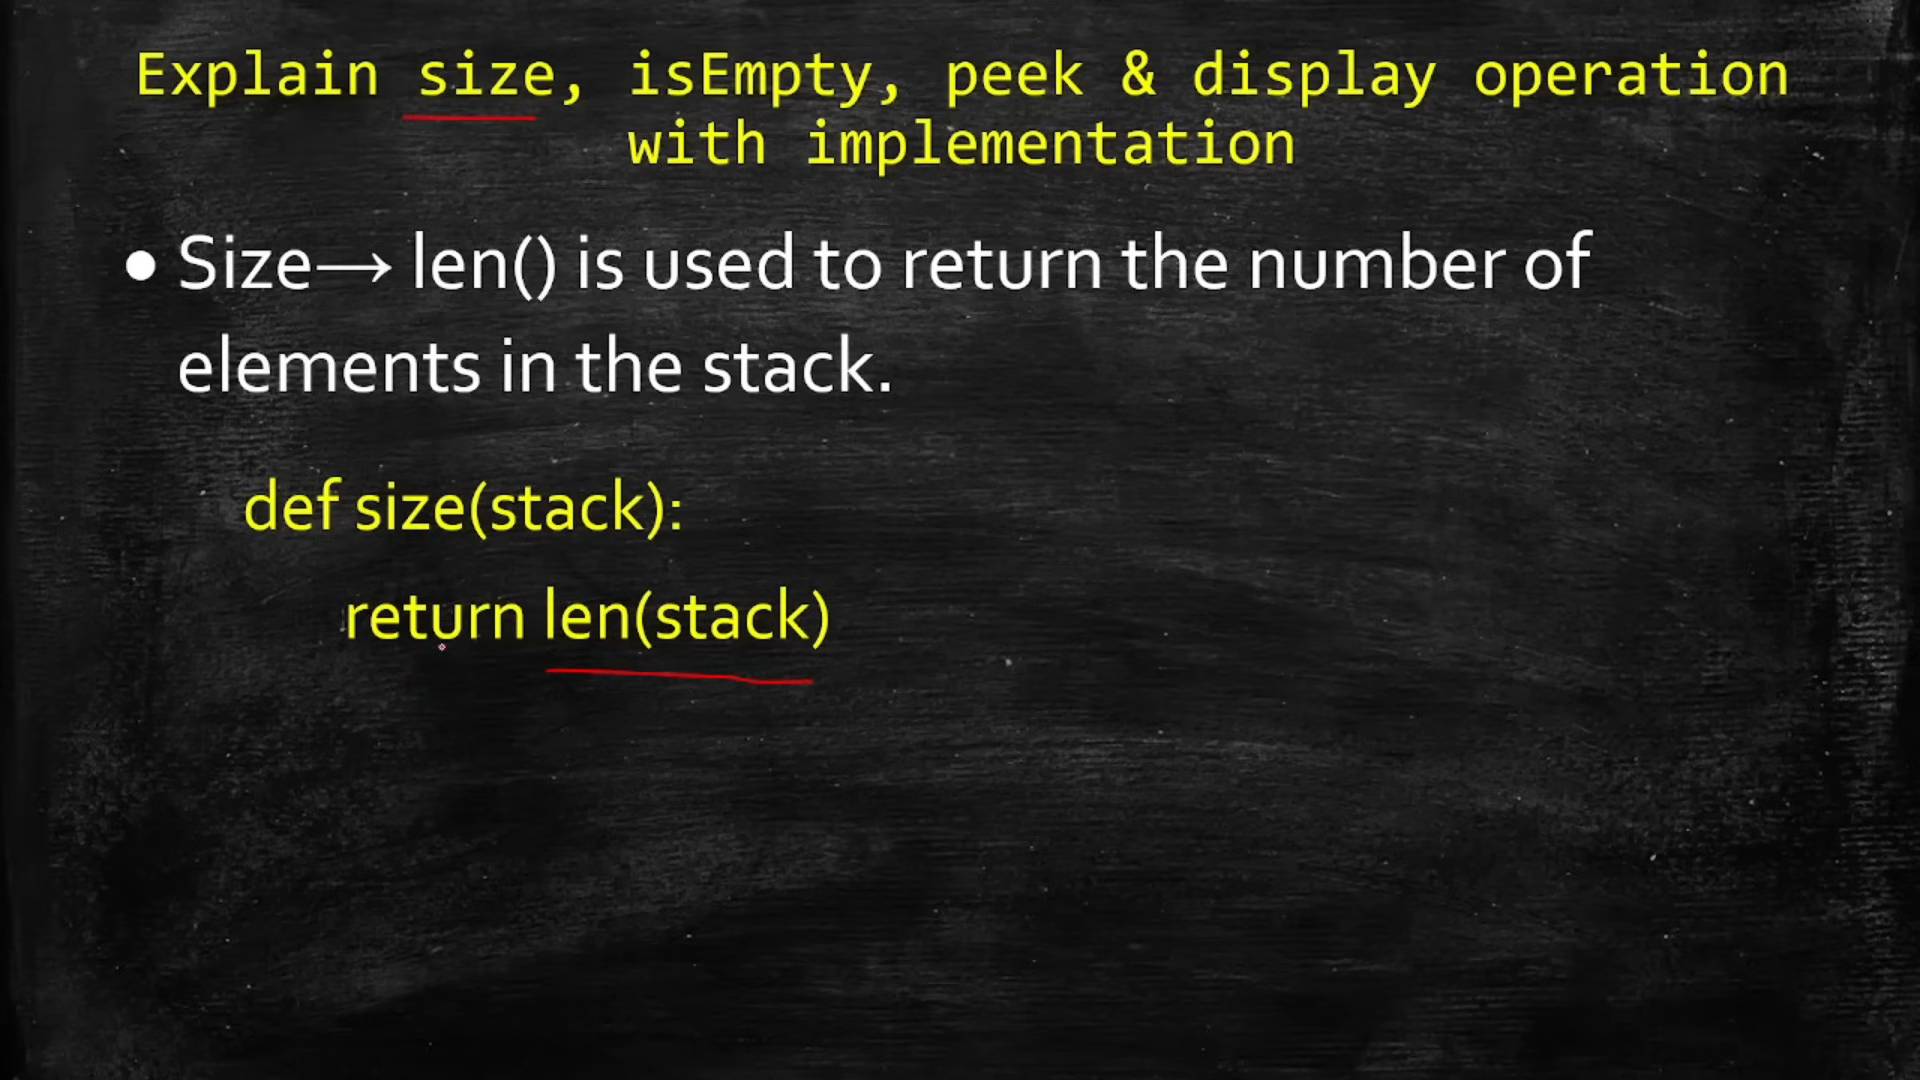 Explain size, isEmpty, peek & display operation
with implementation
• Size→ len() is used to return the number of
elements in the stack.
def size(stack):
return len(stack)